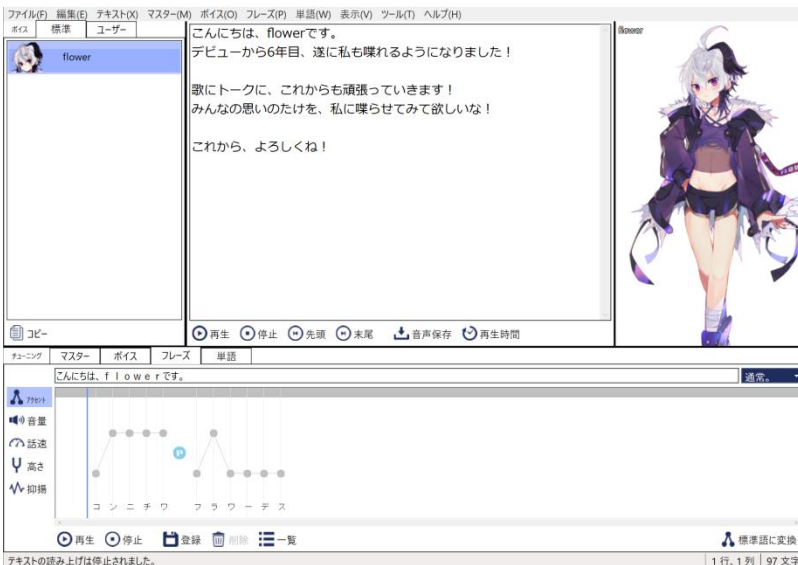 ファイル(F) 編集(E) テキスト(X) マスター(M) ボイス(O) フレーズ(P) 単語(W) 表示(V) ツール(T) ヘルプ(H)
ボイス 標準 ユーザー
flower
コピー
こんにちは、flowerです。
デビューから6年目、遂に私も喋れるようになりました！
歌にトークに、これからも頑張っていきます！
みんなの思いのたけを、私に喋らせてみて欲しいな！
これから、よろしくね！
再生 停止 先頭 末尾 音声保存 再生時間
flower
チューニング マスター ボイス フレーズ 単語
こんにちは、ｆｌｏｗｅｒです。
通常。
アクセント
音量
話速
高さ
抑揚
P
コ ン ニ チ ワ フ ラ ワ ー デ ス
再生 停止 登録 削除 一覧
標準語に変換
テキストの読み上げは停止されました。
1行、1列 97文字